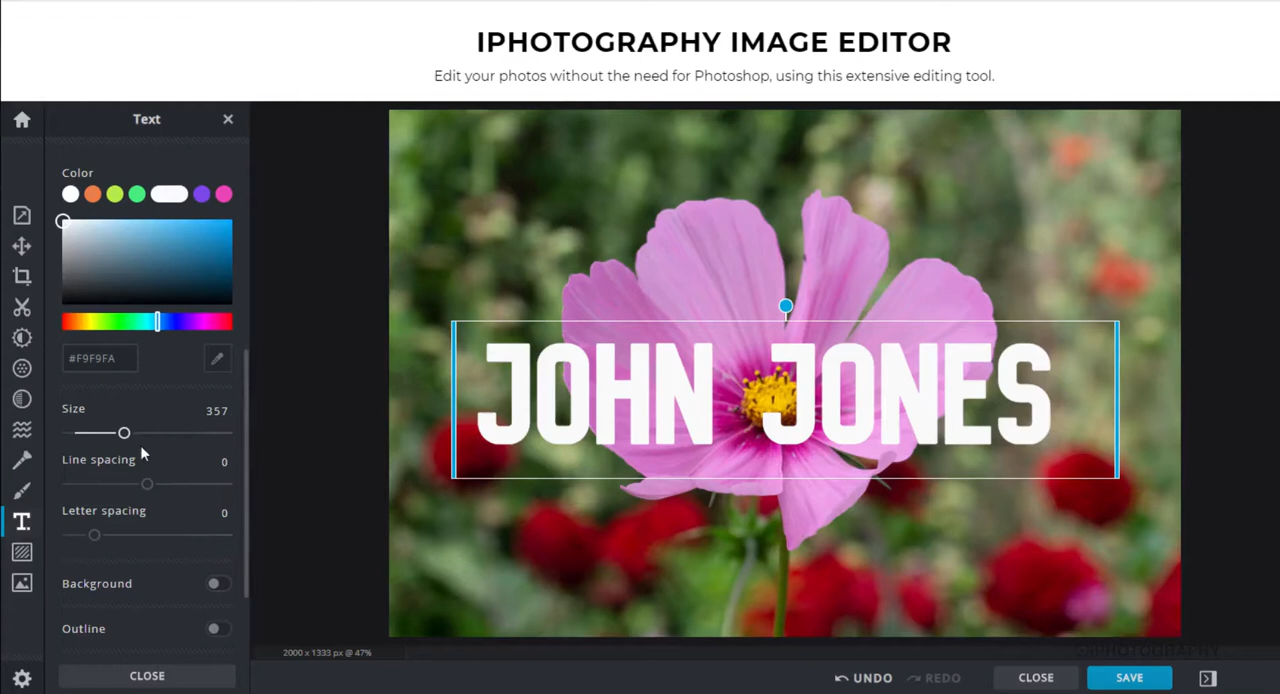 IPHOTOGRAPHY IMAGE EDITOR
Edit your photos without the need for Photoshop, using this extensive editing tool.
Text
Color
#F9F9FA
Size 357
Line spacing 0
Letter spacing 0
Background
Outline
CLOSE
JOHN JONES
iPHOTOGRAPHY
2000 x 1333 px @ 47%
UNDO REDO CLOSE SAVE